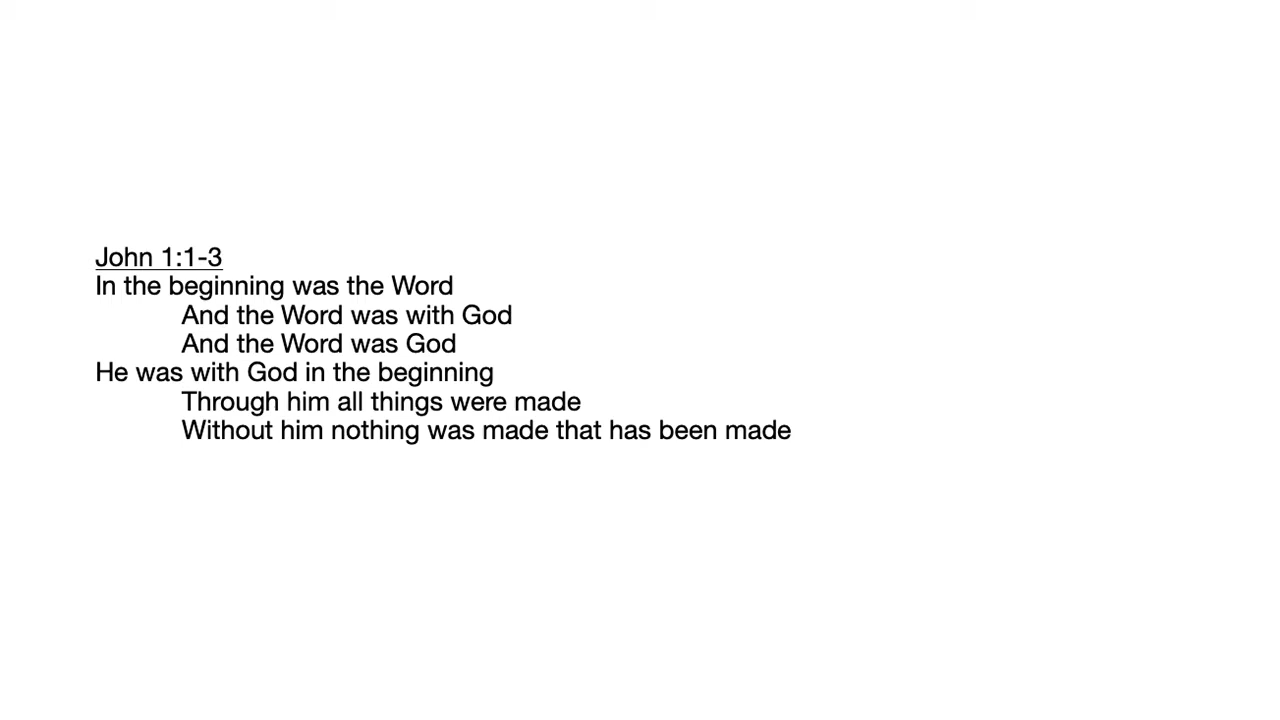 John 1:1-3
In the beginning was the Word
And the Word was with God
And the Word was God
He was with God in the beginning
Through him all things were made
Without him nothing was made that has been made